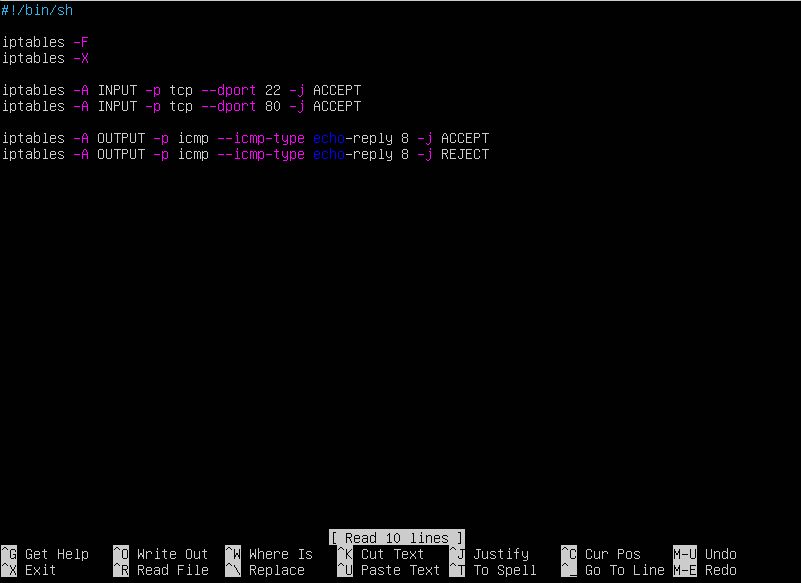 #!/bin/sh
iptables -F
iptables -X
iptables -A INPUT -p tcp --dport 22 -j ACCEPT
iptables -A INPUT -p tcp --dport 80 -j ACCEPT
iptables -A OUTPUT -p icmp --icmp-type echo-reply 8 -j ACCEPT
iptables -A OUTPUT -p icmp --icmp-type echo-reply 8 -j REJECT
[ Read 10 lines ]
^G Get Help ^O Write Out ^W Where Is ^K Cut Text ^J Justify ^C Cur Pos M-U Undo
^X Exit ^R Read File ^\ Replace ^U Paste Text ^T To Spell ^_ Go To Line M-E Redo